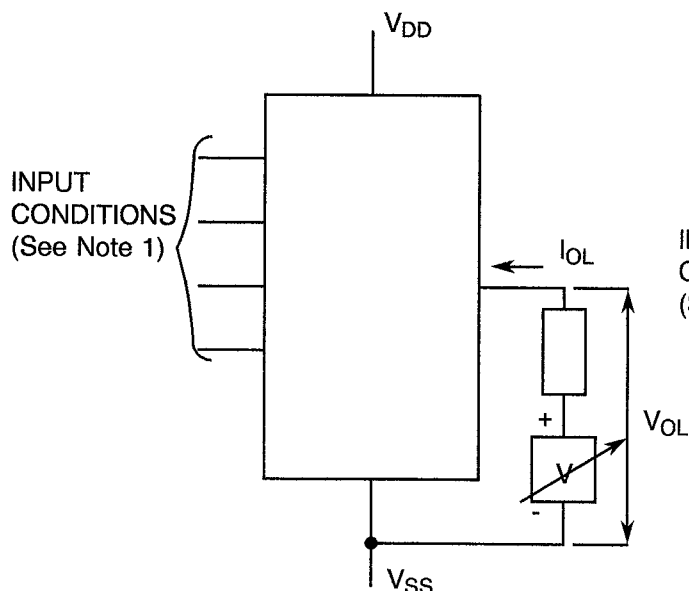 VDD
INPUT
CONDITIONS
(See Note 1)
IOL
+
V
-
VOL
VSS